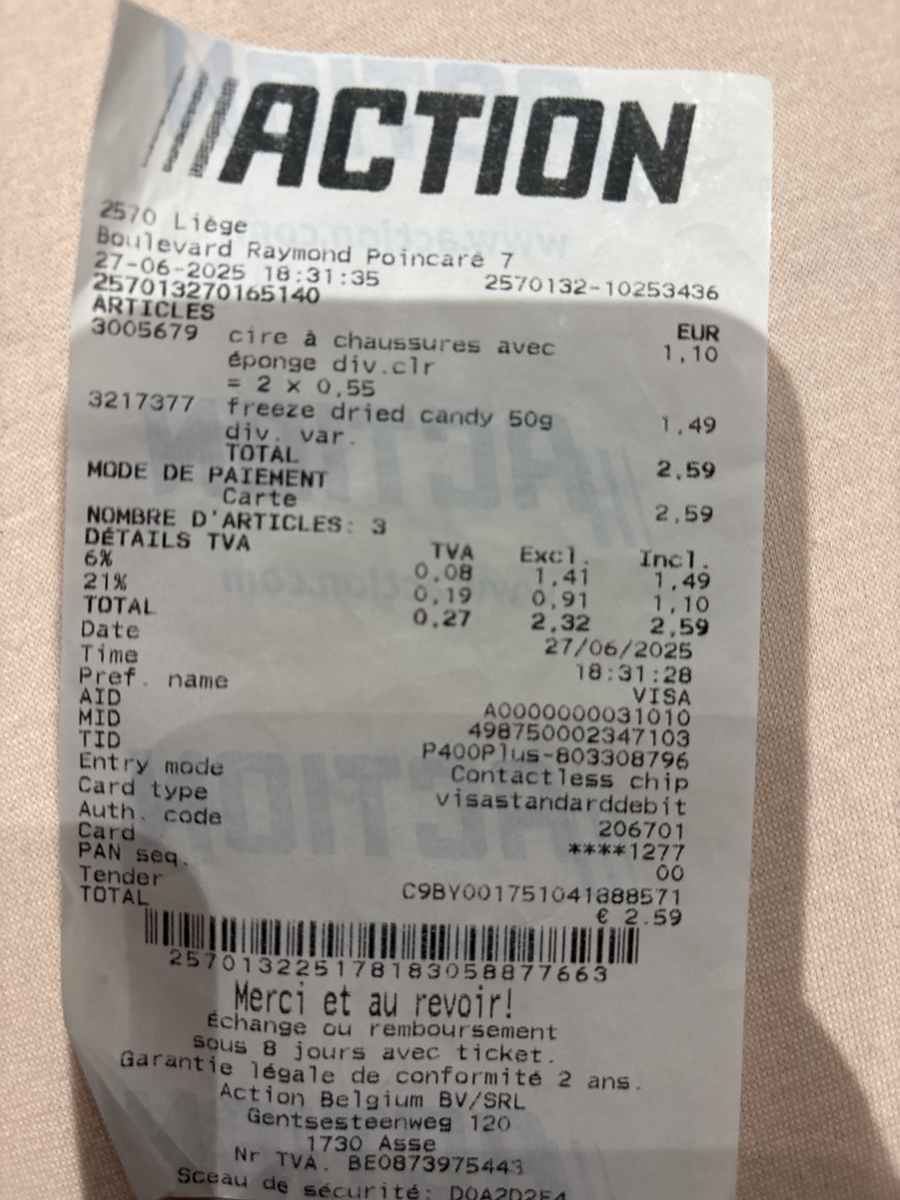 ACTION
2570 Liège
Boulevard Raymond Poincaré 7
27-06-2025 18:31:35 2570132-10253436
257013270165140
ARTICLES EUR
3005679 cire à chaussures avec 1,10
éponge div.clr
= 2 x 0,55
3217377 freeze dried candy 50g 1,49
div. var.
TOTAL 2,59
MODE DE PAIEMENT
Carte 2,59
NOMBRE D'ARTICLES: 3
DÉTAILS TVA TVA Excl. Incl.
6% 0,08 1,41 1,49
21% 0,19 0,91 1,10
TOTAL 0,27 2,32 2,59
Date 27/06/2025
Time 18:31:28
Pref. name VISA
AID A0000000031010
MID 498750002347103
TID P400Plus-803308796
Entry mode Contactless chip
Card type visastandarddebit
Auth. code 206701
Card ****1277
PAN seq. 00
Tender C9BY001751041888571
TOTAL € 2.59
257013225178183058877663
Merci et au revoir!
Échange ou remboursement
sous 8 jours avec ticket.
Garantie légale de conformité 2 ans.
Action Belgium BV/SRL
Gentsesteenweg 120
1730 Asse
Nr TVA. BE0873975443
Sceau de sécurité: D0A2D2E4